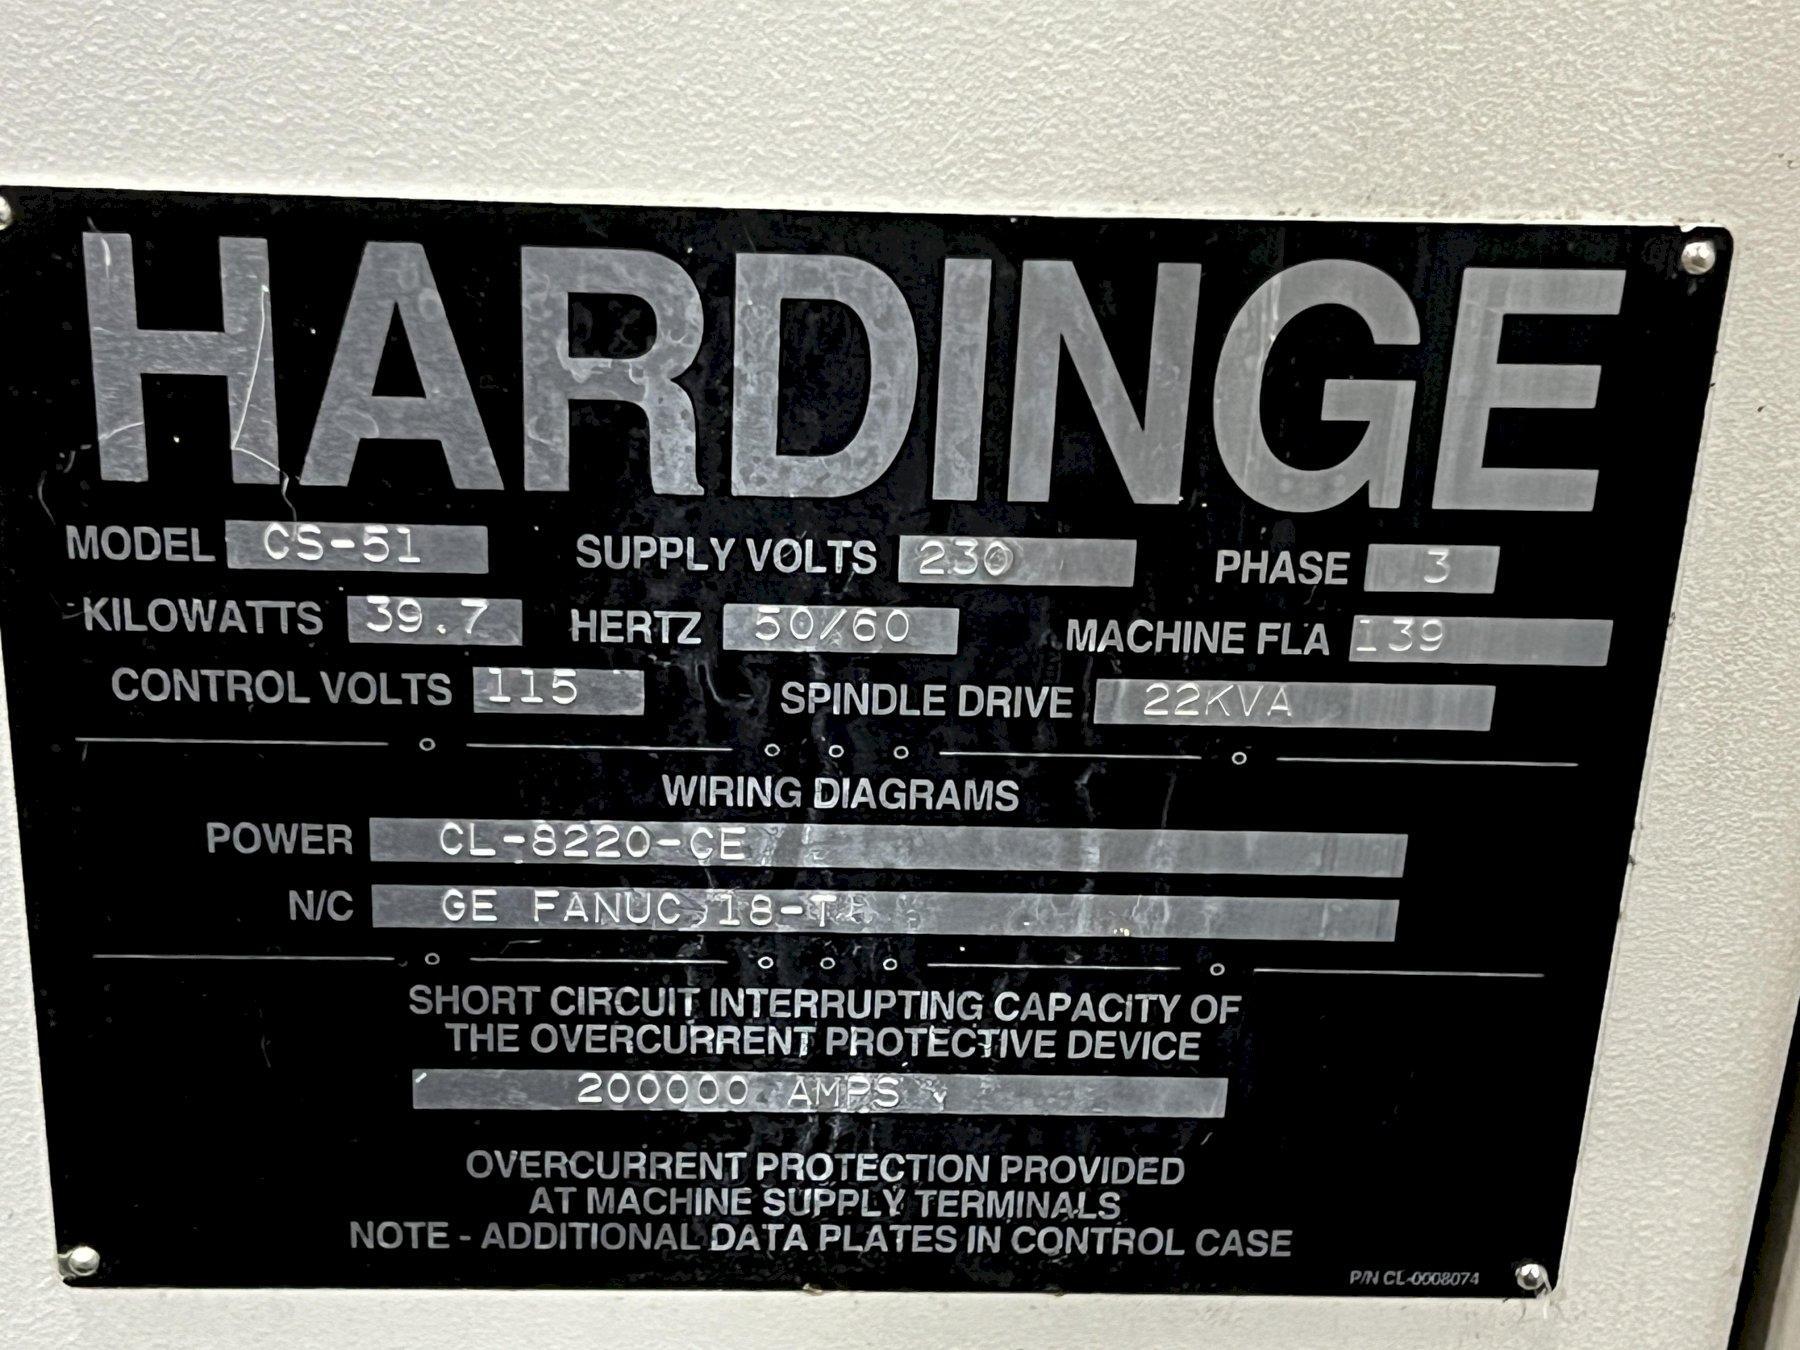 HARDINGE
MODEL CS-51 SUPPLY VOLTS 230 PHASE 3
KILOWATTS 39.7 HERTZ 50/60 MACHINE FLA 139
CONTROL VOLTS 115 SPINDLE DRIVE 22KVA
WIRING DIAGRAMS
POWER CL-8220-CE
N/C GE FANUC 18-T
SHORT CIRCUIT INTERRUPTING CAPACITY OF
THE OVERCURRENT PROTECTIVE DEVICE
200000 AMPS
OVERCURRENT PROTECTION PROVIDED
AT MACHINE SUPPLY TERMINALS
NOTE - ADDITIONAL DATA PLATES IN CONTROL CASE
P/N CL-0008074